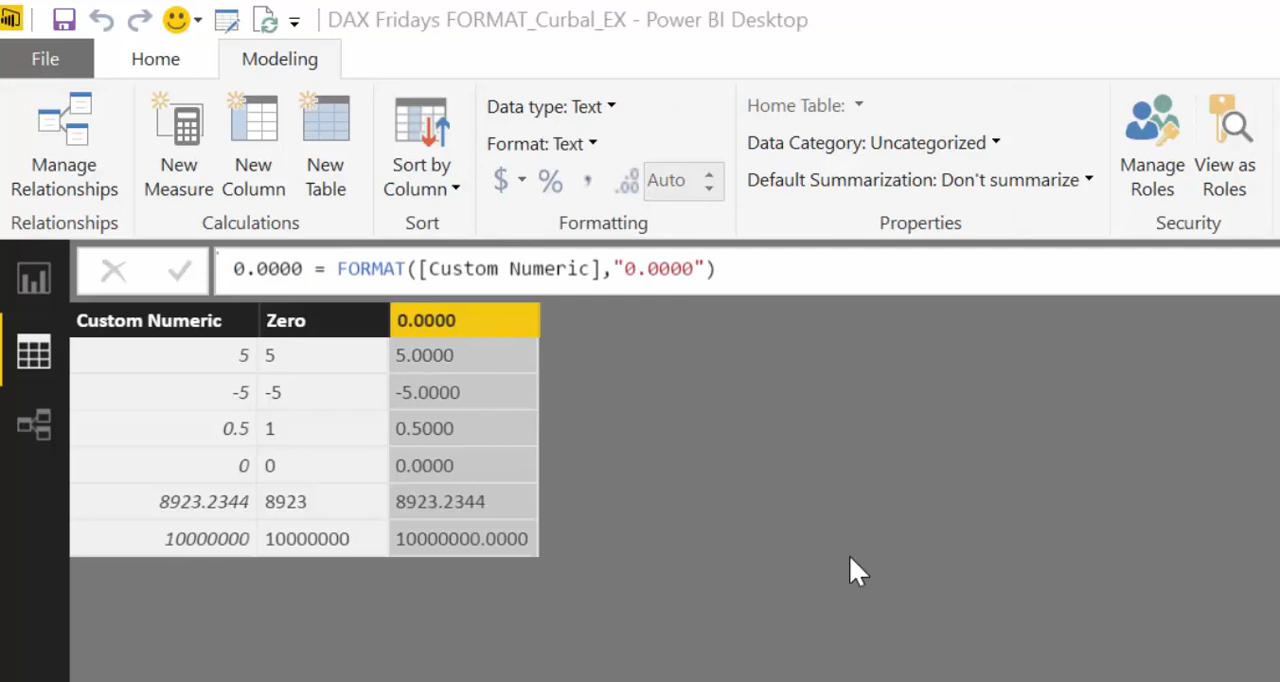 DAX Fridays FORMAT_Curbal_EX - Power BI Desktop
File Home Modeling
Manage Relationships
New Measure
New Column
New Table
Sort by Column
Data type: Text
Format: Text
$ % , .00 Auto
Home Table:
Data Category: Uncategorized
Default Summarization: Don't summarize
Manage Roles
View as Roles
Relationships Calculations Sort Formatting Properties Security
0.0000 = FORMAT([Custom Numeric],"0.0000")
Custom Numeric Zero 0.0000
5 5 5.0000
-5 -5 -5.0000
0.5 1 0.5000
0 0 0.0000
8923.2344 8923 8923.2344
10000000 10000000 10000000.0000